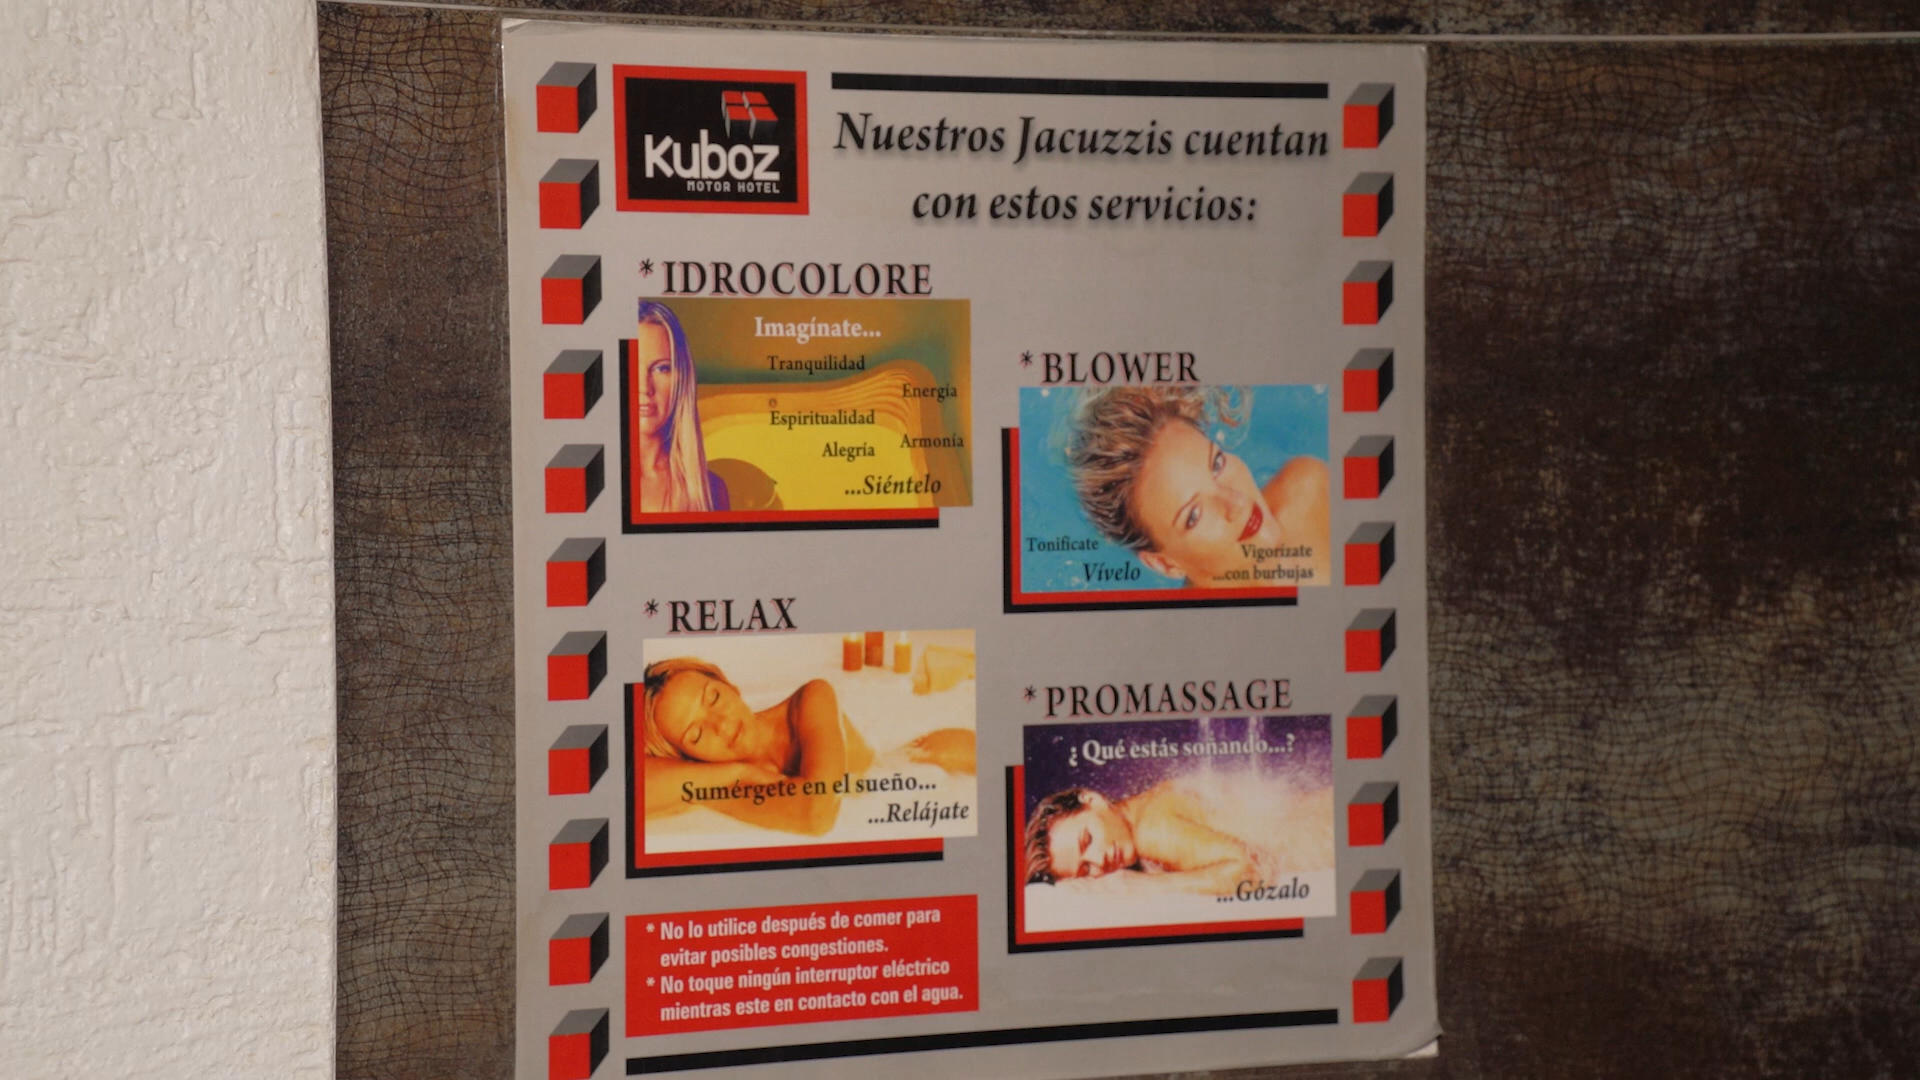 Kuboz
MOTOR HOTEL
Nuestros Jacuzzis cuentan
con estos servicios:
* IDROCOLORE
Imagínate...
Tranquilidad
Energía
Espiritualidad
Armonía
Alegría
...Siéntelo
* BLOWER
Tonifícate
Vívelo
Vigorízate
...con burbujas
* RELAX
Sumérgete en el sueño...
...Relájate
* PROMASSAGE
¿Qué estás soñando...?
...Gózalo
* No lo utilice después de comer para
evitar posibles congestiones.
* No toque ningún interruptor eléctrico
mientras este en contacto con el agua.